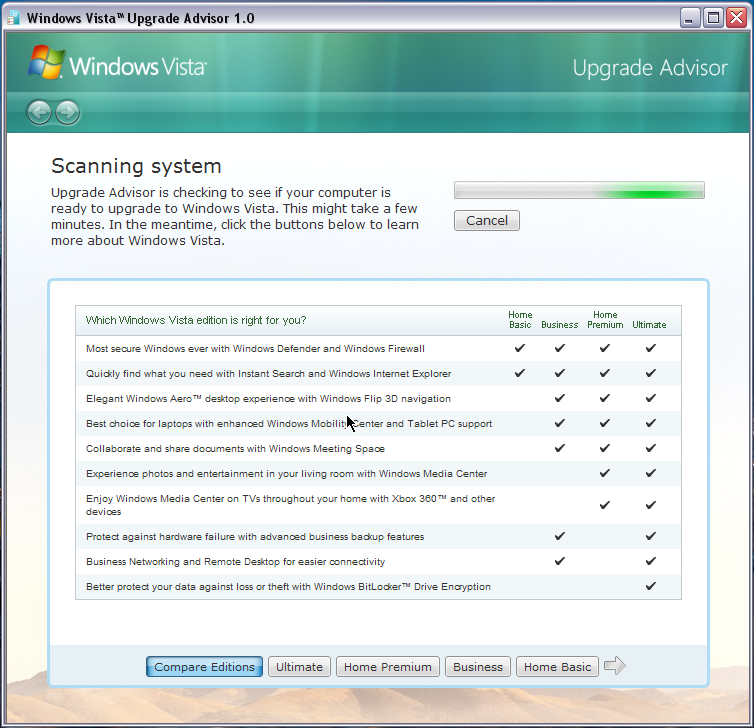 Windows Vista™ Upgrade Advisor 1.0
Windows Vista™
Upgrade Advisor
Scanning system
Upgrade Advisor is checking to see if your computer is
ready to upgrade to Windows Vista. This might take a few
minutes. In the meantime, click the buttons below to learn
more about Windows Vista.
Cancel
Which Windows Vista edition is right for you?
Home Basic Business Home Premium Ultimate
Most secure Windows ever with Windows Defender and Windows Firewall ✔ ✔ ✔ ✔
Quickly find what you need with Instant Search and Windows Internet Explorer ✔ ✔ ✔ ✔
Elegant Windows Aero™ desktop experience with Windows Flip 3D navigation ✔ ✔ ✔
Best choice for laptops with enhanced Windows Mobility Center and Tablet PC support ✔ ✔ ✔
Collaborate and share documents with Windows Meeting Space ✔ ✔ ✔
Experience photos and entertainment in your living room with Windows Media Center ✔ ✔
Enjoy Windows Media Center on TVs throughout your home with Xbox 360™ and other
devices ✔ ✔
Protect against hardware failure with advanced business backup features ✔ ✔
Business Networking and Remote Desktop for easier connectivity ✔ ✔
Better protect your data against loss or theft with Windows BitLocker™ Drive Encryption ✔
Compare Editions Ultimate Home Premium Business Home Basic